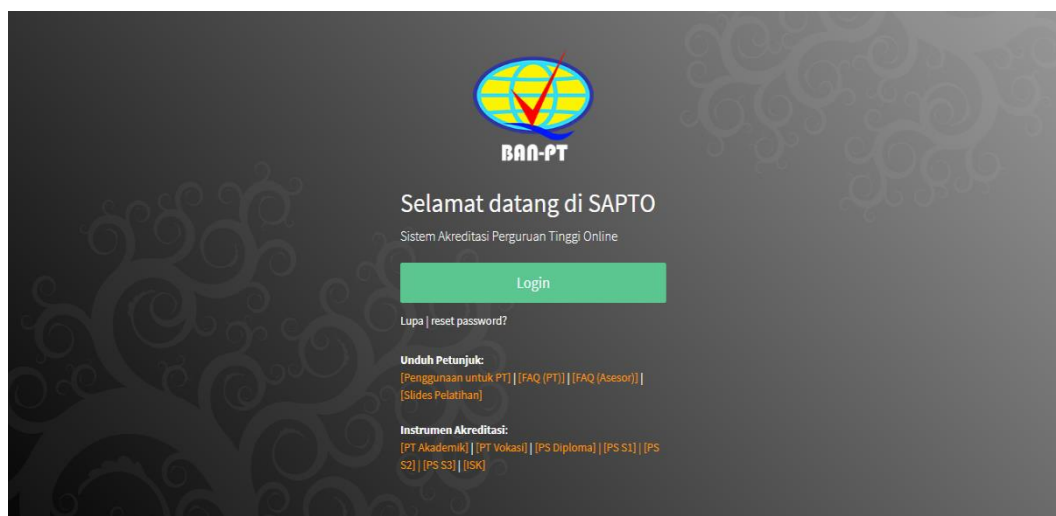 BAN-PT
Selamat datang di SAPTO
Sistem Akreditasi Perguruan Tinggi Online
Login
Lupa | reset password?
Unduh Petunjuk:
[Penggunaan untuk PT] | [FAQ (PT)] | [FAQ (Asesor)] |
[Slides Pelatihan]
Instrumen Akreditasi:
[PT Akademik] | [PT Vokasi] | [PS Diploma] | [PS S1] | [PS
S2] | [PS S3] | [ISK]